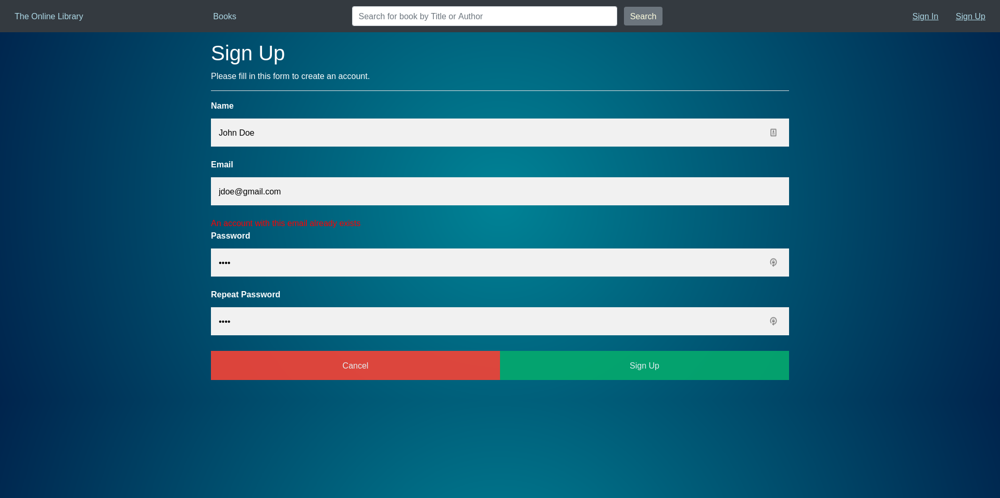 The Online Library Books Search for book by Title or Author Search Sign In Sign Up
Sign Up
Please fill in this form to create an account.
Name
John Doe
Email
jdoe@gmail.com
An account with this email already exists
Password
••••
Repeat Password
••••
Cancel Sign Up